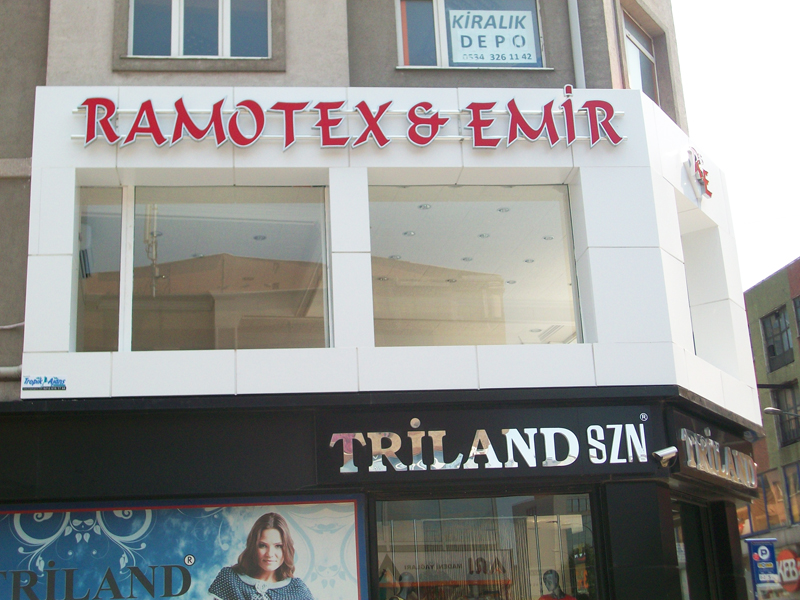 KİRALIK
DEPO
0534 326 11 42
RAMOTEX & EMİR
TRİLAND SZN®
TRİLAND
TRİLAND®
P